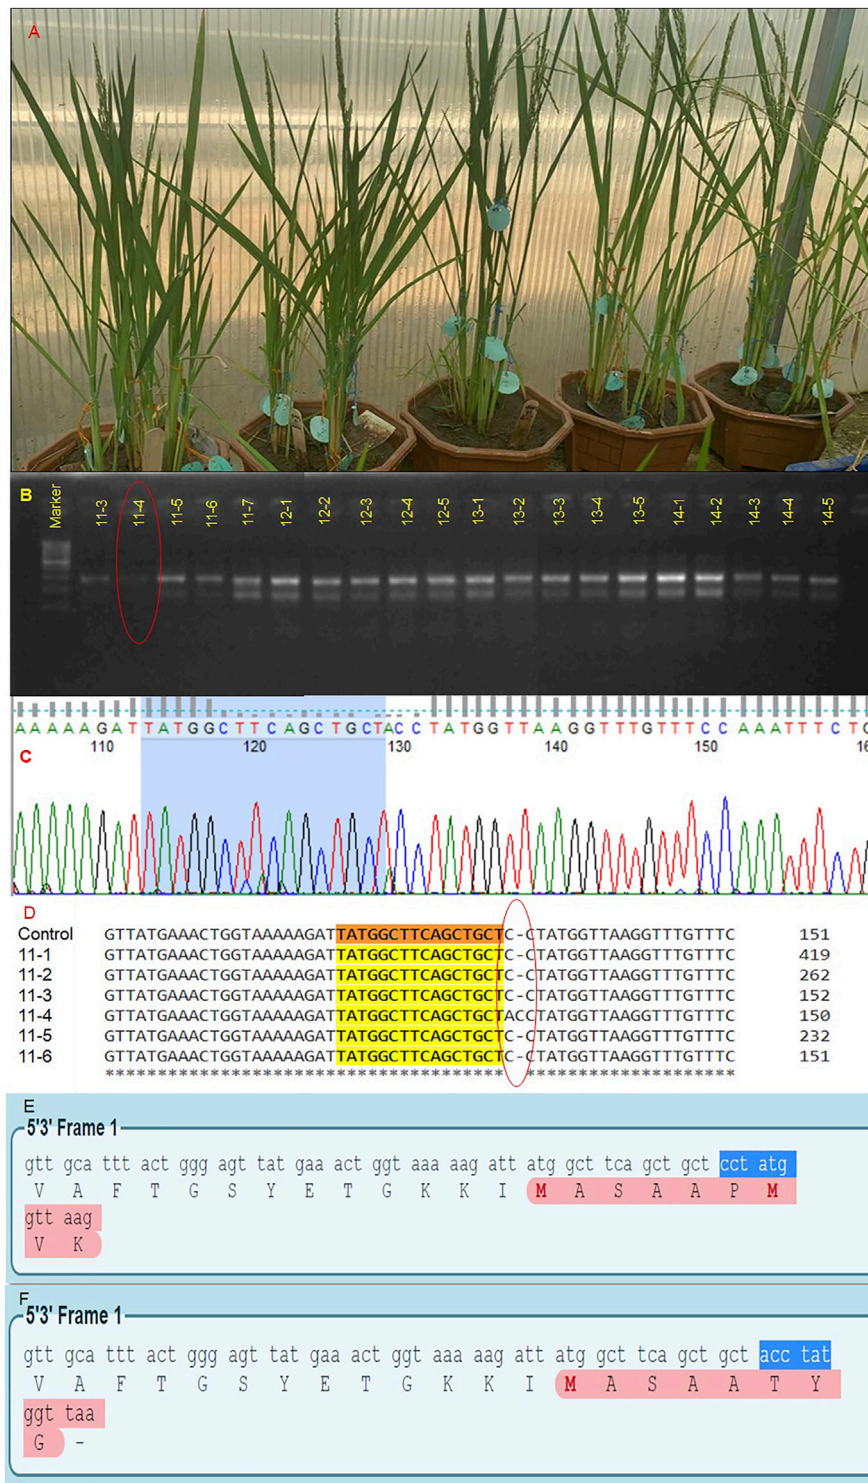 A
B
Marker 11-3 11-4 11-5 11-6 11-7 12-1 12-2 12-3 12-4 12-5 13-1 13-2 13-3 13-4 13-5 14-1 14-2 14-3 14-4 14-5
AAAAAGATTATGGCTTCAGCTGCTACCTATGGTTAAGGTTTGTTTCCAAATTTCTC
110 120 130 140 150 16
C
D
Control GTTATGAAACTGGTAAAAAGATTATGGCTTCAGCTGCTC-CTATGGTTAAGGTTTGTTTC 151
11-1 GTTATGAAACTGGTAAAAAGATTATGGCTTCAGCTGCTC-CTATGGTTAAGGTTTGTTTC 419
11-2 GTTATGAAACTGGTAAAAAGATTATGGCTTCAGCTGCTC-CTATGGTTAAGGTTTGTTTC 262
11-3 GTTATGAAACTGGTAAAAAGATTATGGCTTCAGCTGCTC-CTATGGTTAAGGTTTGTTTC 152
11-4 GTTATGAAACTGGTAAAAAGATTATGGCTTCAGCTGCTACCTATGGTTAAGGTTTGTTTC 150
11-5 GTTATGAAACTGGTAAAAAGATTATGGCTTCAGCTGCTC-CTATGGTTAAGGTTTGTTTC 232
11-6 GTTATGAAACTGGTAAAAAGATTATGGCTTCAGCTGCTC-CTATGGTTAAGGTTTGTTTC 151
************************************** ********************
E
5'3' Frame 1
gtt gca ttt act ggg agt tat gaa act ggt aaa aag att atg gct tca gct gct cct atg
V A F T G S Y E T G K K I M A S A A P M
gtt aag
V K
F
5'3' Frame 1
gtt gca ttt act ggg agt tat gaa act ggt aaa aag att atg gct tca gct gct acc tat
V A F T G S Y E T G K K I M A S A A T Y
ggt taa
G -